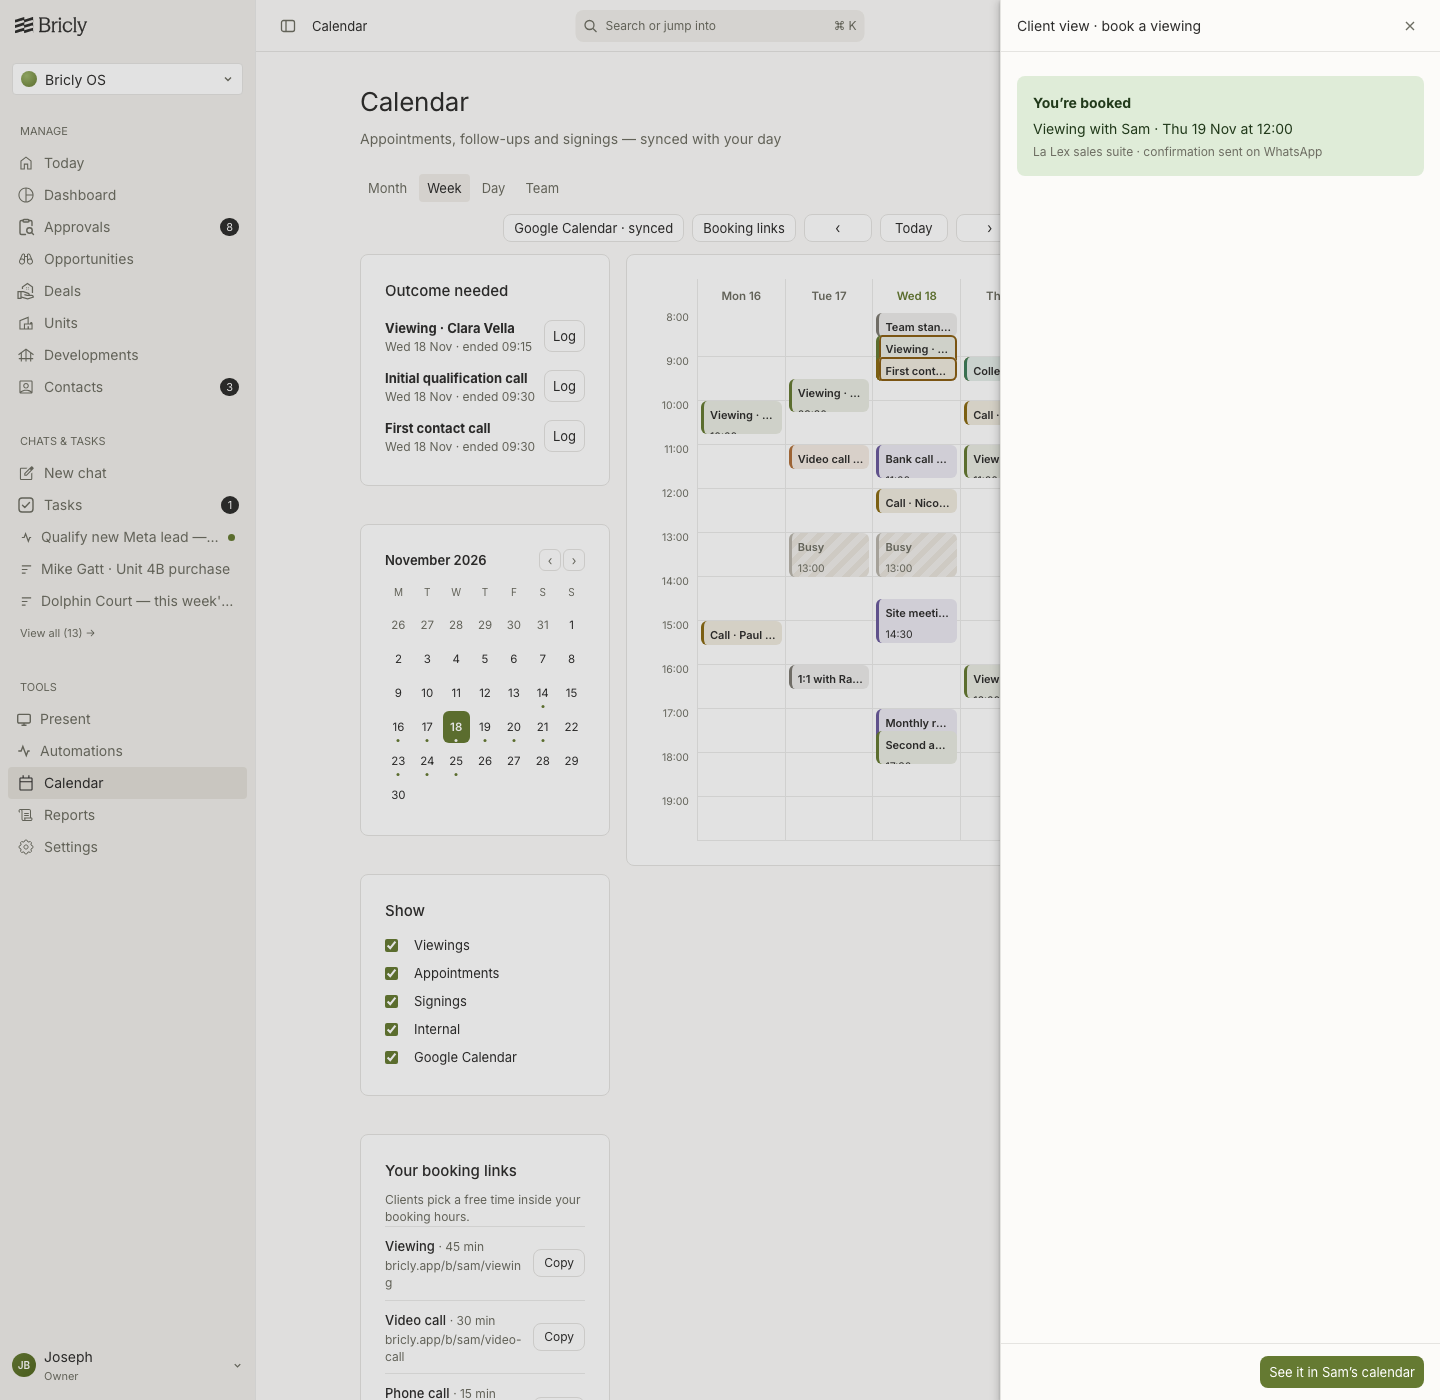 Bricly
Bricly OS
MANAGE
Today
Dashboard
Approvals 8
Opportunities
Deals
Units
Developments
Contacts 3
CHATS & TASKS
New chat
Tasks 1
Qualify new Meta lead —...
Mike Gatt · Unit 4B purchase
Dolphin Court — this week'...
View all (13) →
TOOLS
Present
Automations
Calendar
Reports
Settings
JB Joseph
Owner
Calendar
Search or jump into ⌘ K
Calendar
Appointments, follow-ups and signings — synced with your day
Month Week Day Team
Google Calendar · synced Booking links ‹ Today ›
Outcome needed
Viewing · Clara Vella
Wed 18 Nov · ended 09:15
Log
Initial qualification call
Wed 18 Nov · ended 09:30
Log
First contact call
Wed 18 Nov · ended 09:30
Log
November 2026 ‹ ›
M T W T F S S
26 27 28 29 30 31 1
2 3 4 5 6 7 8
9 10 11 12 13 14 15
16 17 18 19 20 21 22
23 24 25 26 27 28 29
30
Show
Viewings
Appointments
Signings
Internal
Google Calendar
Your booking links
Clients pick a free time inside your
booking hours.
Viewing · 45 min
bricly.app/b/sam/viewin
g
Copy
Video call · 30 min
bricly.app/b/sam/video-
call
Copy
Phone call · 15 min
Mon 16 Tue 17 Wed 18 Th
8:00
Team stan...
Viewing · ...
9:00
First cont...
Colle
Viewing · ...
10:00
Viewing · ...
Call ·
11:00
Video call ...
Bank call ...
View
12:00
Call · Nico...
13:00
Busy
13:00
Busy
13:00
14:00
Site meeti...
14:30
15:00
Call · Paul ...
16:00
1:1 with Ra...
View
17:00
Monthly r...
Second a...
18:00
19:00
Client view · book a viewing ×
You’re booked
Viewing with Sam · Thu 19 Nov at 12:00
La Lex sales suite · confirmation sent on WhatsApp
See it in Sam’s calendar